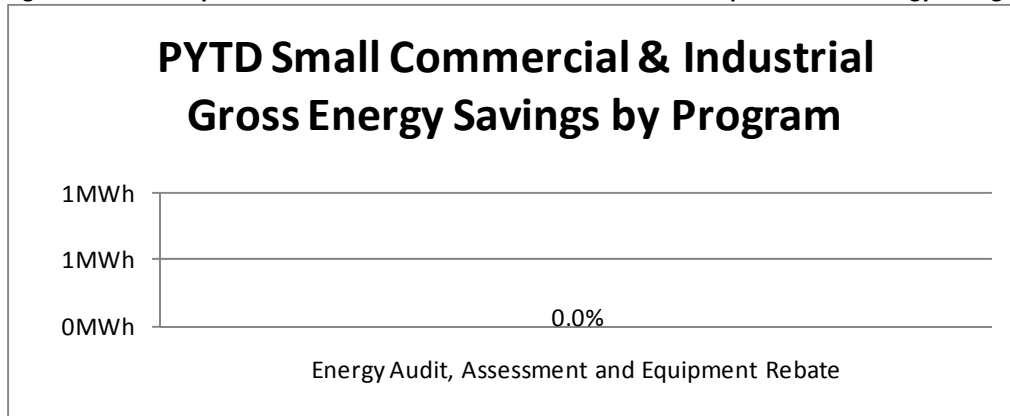 PYTD Small Commercial & Industrial
Gross Energy Savings by Program
1MWh
1MWh
0MWh
0.0%
Energy Audit, Assessment and Equipment Rebate